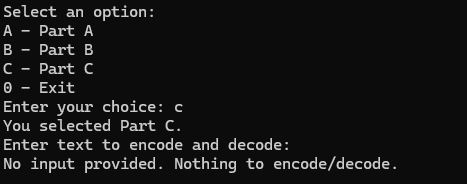 Select an option:
A – Part A
B – Part B
C – Part C
0 – Exit
Enter your choice: c
You selected Part C.
Enter text to encode and decode:
No input provided. Nothing to encode/decode.